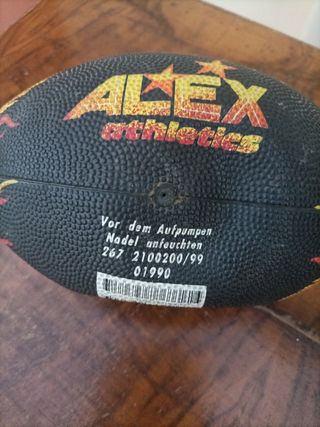 ALEX
athletics
Vor dem Aufpumpen
Nadel anfeuchten
267 2100200/99
01990